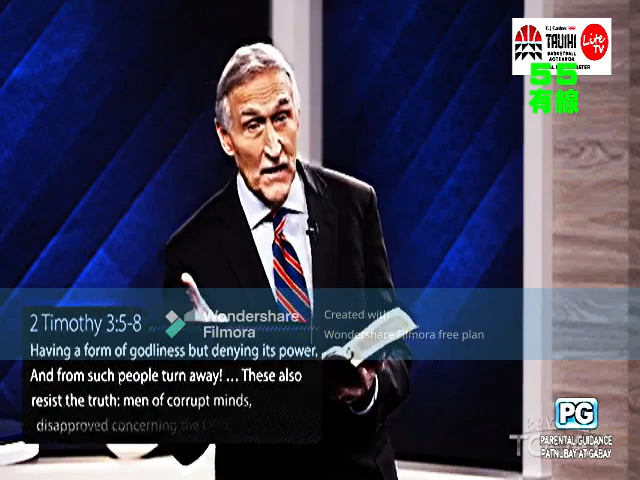 G.J. Gardner
TAUIHI
BASKETBALL
AOTEAROA
Lite
TV
55
有線
2 Timothy 3:5-8
Having a form of godliness but denying its power.
And from such people turn away! ... These also
resist the truth: men of corrupt minds,
disapproved concerning the
Wondershare
Filmora
Created with
Wondershare Filmora free plan
PG
PARENTAL GUIDANCE
PATNUBAY AT GABAY